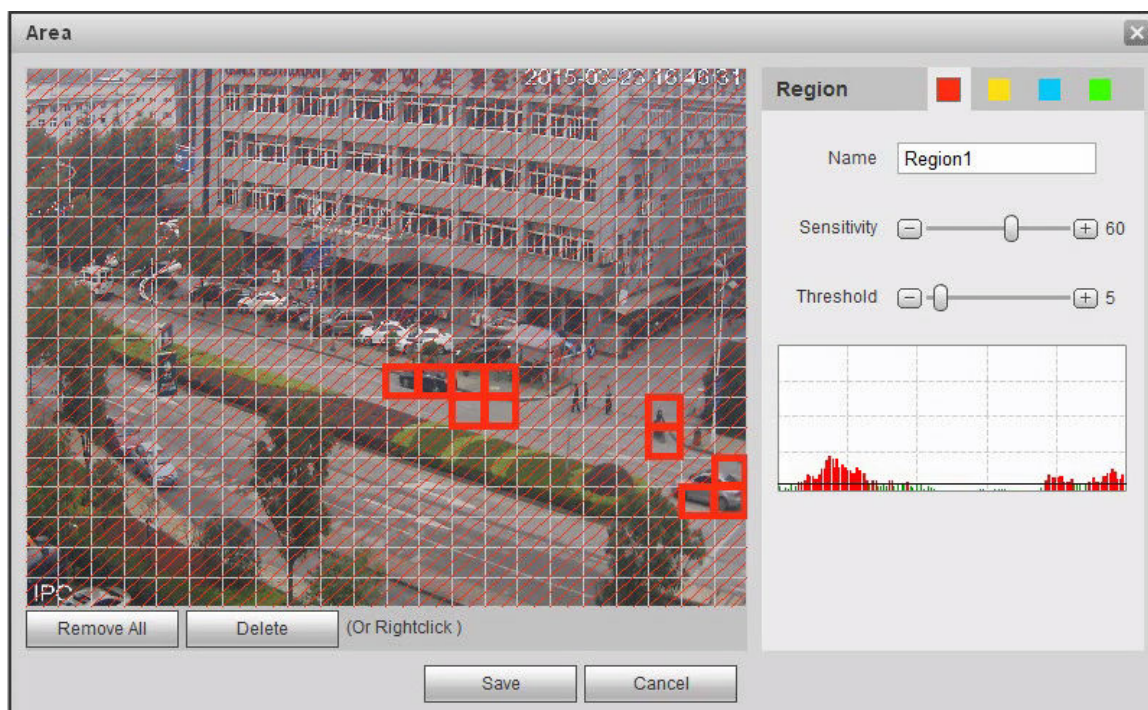 Area
2015-03-23 16:46:31
Region
Name
Region1
Sensitivity
60
Threshold
5
IPC
Remove All
Delete
(Or Rightclick )
Save
Cancel